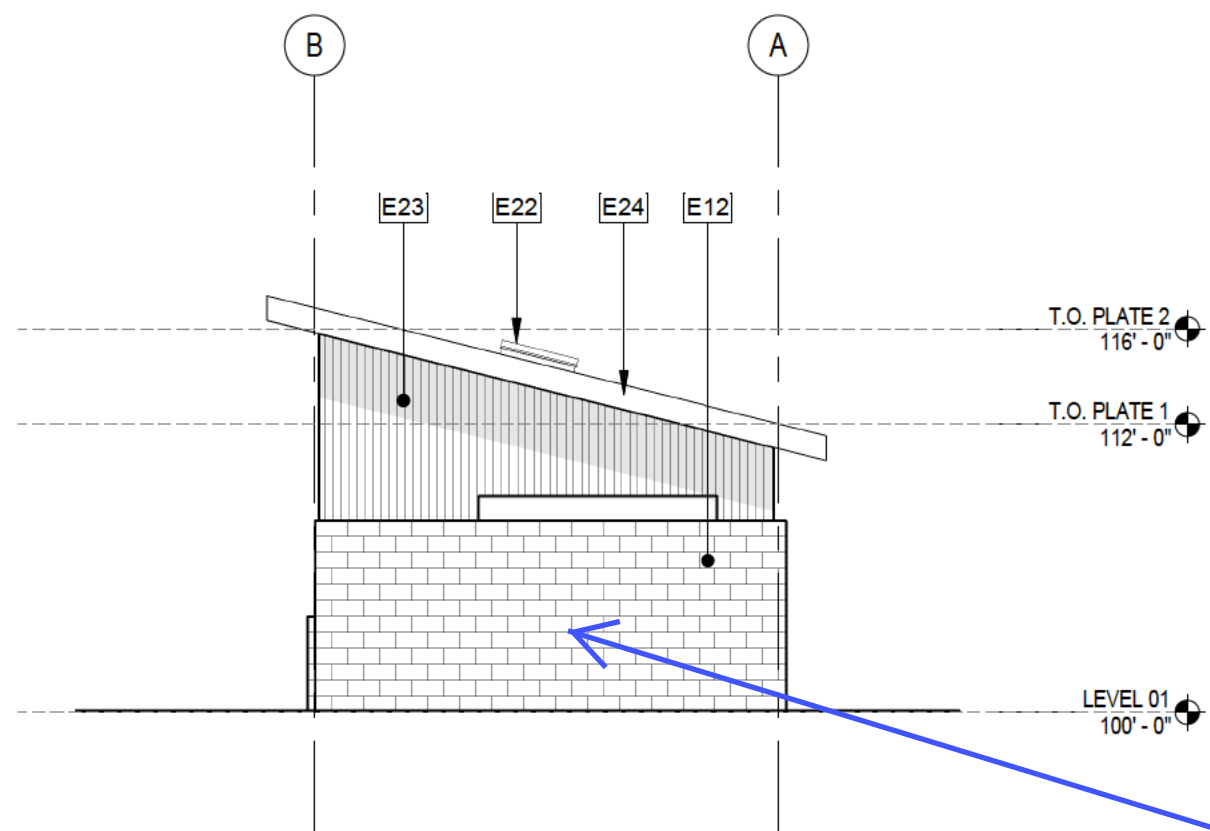 B
A
E23
E22
E24
E12
T.O. PLATE 2
116' - 0"
T.O. PLATE 1
112' - 0"
LEVEL 01
100' - 0"